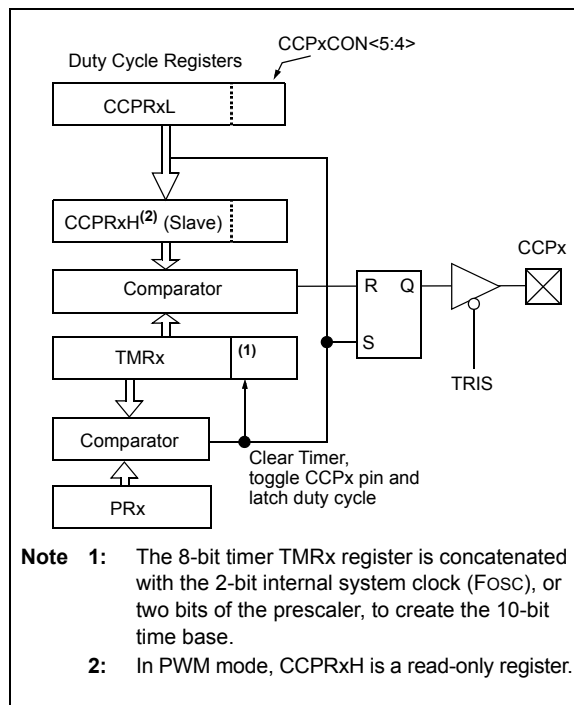 CCPxCON<5:4>
Duty Cycle Registers
CCPRxL
CCPRxH(2) (Slave)
CCPx
Comparator
R Q
(1)
S
TMRx
TRIS
Comparator
Clear Timer,
toggle CCPx pin and
latch duty cycle
PRx
Note 1: The 8-bit timer TMRx register is concatenated
with the 2-bit internal system clock (FOSC), or
two bits of the prescaler, to create the 10-bit
time base.
2: In PWM mode, CCPRxH is a read-only register.